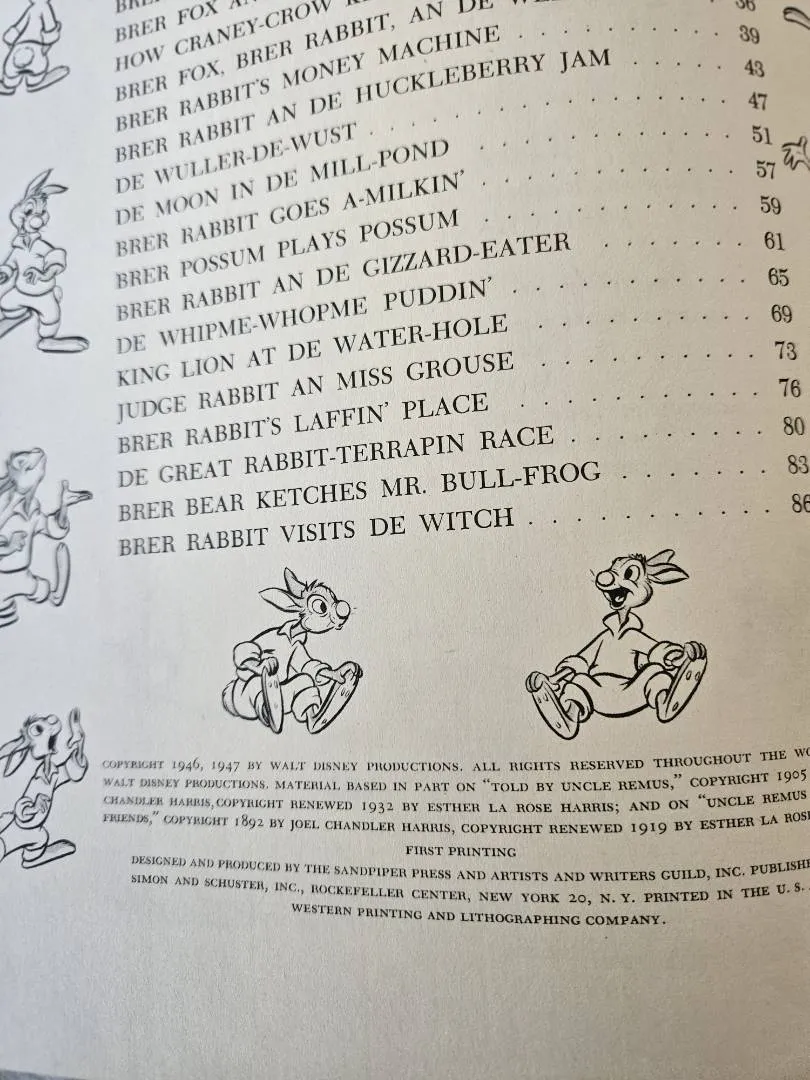 BRER FOX AN
HOW CRANEY-CROW
BRER FOX, BRER RABBIT, AN DE 36
BRER RABBIT'S MONEY MACHINE . . . . . . . . 39
BRER RABBIT AN DE HUCKLEBERRY JAM . . . . . 43
DE WULLER-DE-WUST . . . . . . . . . . . . . 47
DE MOON IN DE MILL-POND . . . . . . . . . . 51
BRER RABBIT GOES A-MILKIN' . . . . . . . . . 57
BRER POSSUM PLAYS POSSUM . . . . . . . . . 59
BRER RABBIT AN DE GIZZARD-EATER . . . . . . 61
DE WHIPME-WHOPME PUDDIN' . . . . . . . . . 65
KING LION AT DE WATER-HOLE . . . . . . . . 69
JUDGE RABBIT AN MISS GROUSE . . . . . . . . 73
BRER RABBIT'S LAFFIN' PLACE . . . . . . . . 76
DE GREAT RABBIT-TERRAPIN RACE . . . . . . . 80
BRER BEAR KETCHES MR. BULL-FROG . . . . . . 83
BRER RABBIT VISITS DE WITCH . . . . . . . . 86
COPYRIGHT 1946, 1947 BY WALT DISNEY PRODUCTIONS. ALL RIGHTS RESERVED THROUGHOUT THE WO
WALT DISNEY PRODUCTIONS. MATERIAL BASED IN PART ON "TOLD BY UNCLE REMUS," COPYRIGHT 1905
CHANDLER HARRIS, COPYRIGHT RENEWED 1932 BY ESTHER LA ROSE HARRIS; AND ON "UNCLE REMUS
FRIENDS," COPYRIGHT 1892 BY JOEL CHANDLER HARRIS, COPYRIGHT RENEWED 1919 BY ESTHER LA ROSE
FIRST PRINTING
DESIGNED AND PRODUCED BY THE SANDPIPER PRESS AND ARTISTS AND WRITERS GUILD, INC. PUBLISHE
SIMON AND SCHUSTER, INC., ROCKEFELLER CENTER, NEW YORK 20, N. Y. PRINTED IN THE U. S.
WESTERN PRINTING AND LITHOGRAPHING COMPANY.